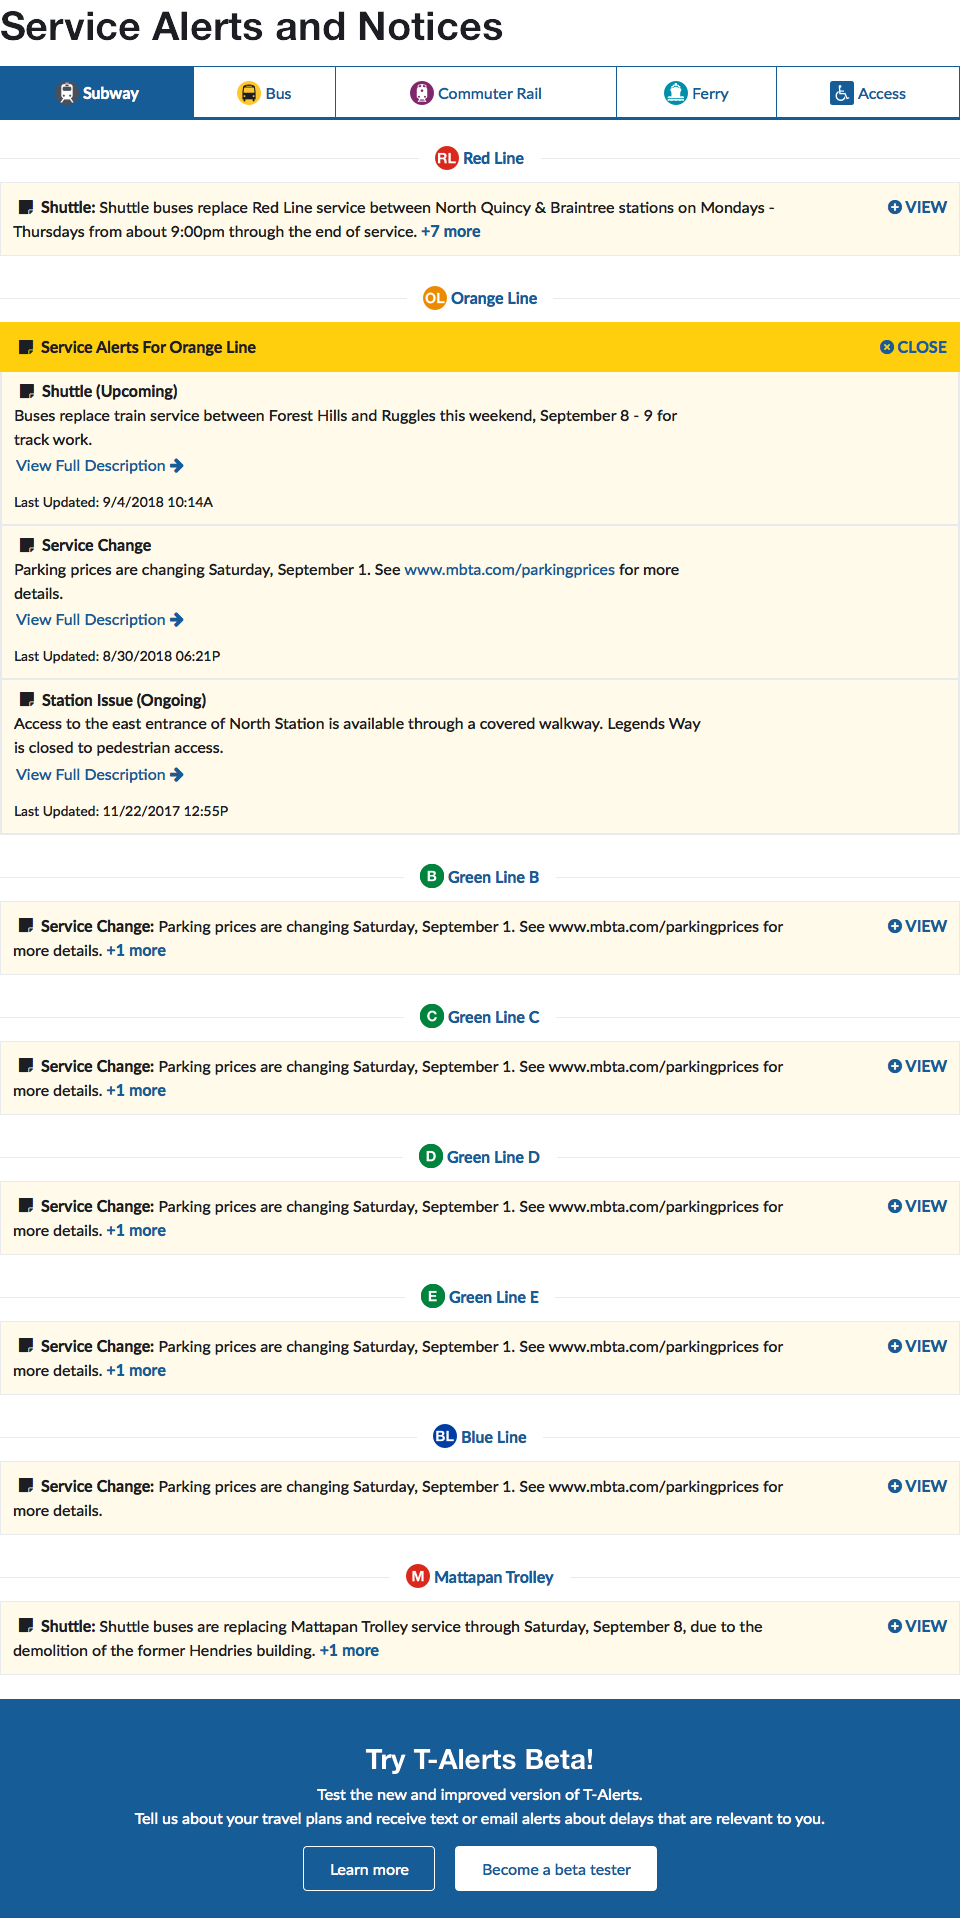 Service Alerts and Notices
Subway Bus Commuter Rail Ferry Access
RL Red Line
Shuttle: Shuttle buses replace Red Line service between North Quincy & Braintree stations on Mondays - VIEW
Thursdays from about 9:00pm through the end of service. +7 more
OL Orange Line
Service Alerts For Orange Line CLOSE
Shuttle (Upcoming)
Buses replace train service between Forest Hills and Ruggles this weekend, September 8 - 9 for
track work.
View Full Description
Last Updated: 9/4/2018 10:14A
Service Change
Parking prices are changing Saturday, September 1. See www.mbta.com/parkingprices for more
details.
View Full Description
Last Updated: 8/30/2018 06:21P
Station Issue (Ongoing)
Access to the east entrance of North Station is available through a covered walkway. Legends Way
is closed to pedestrian access.
View Full Description
Last Updated: 11/22/2017 12:55P
B Green Line B
Service Change: Parking prices are changing Saturday, September 1. See www.mbta.com/parkingprices for VIEW
more details. +1 more
C Green Line C
Service Change: Parking prices are changing Saturday, September 1. See www.mbta.com/parkingprices for VIEW
more details. +1 more
D Green Line D
Service Change: Parking prices are changing Saturday, September 1. See www.mbta.com/parkingprices for VIEW
more details. +1 more
E Green Line E
Service Change: Parking prices are changing Saturday, September 1. See www.mbta.com/parkingprices for VIEW
more details. +1 more
BL Blue Line
Service Change: Parking prices are changing Saturday, September 1. See www.mbta.com/parkingprices for VIEW
more details.
M Mattapan Trolley
Shuttle: Shuttle buses are replacing Mattapan Trolley service through Saturday, September 8, due to the VIEW
demolition of the former Hendries building. +1 more
Try T-Alerts Beta!
Test the new and improved version of T-Alerts.
Tell us about your travel plans and receive text or email alerts about delays that are relevant to you.
Learn more Become a beta tester